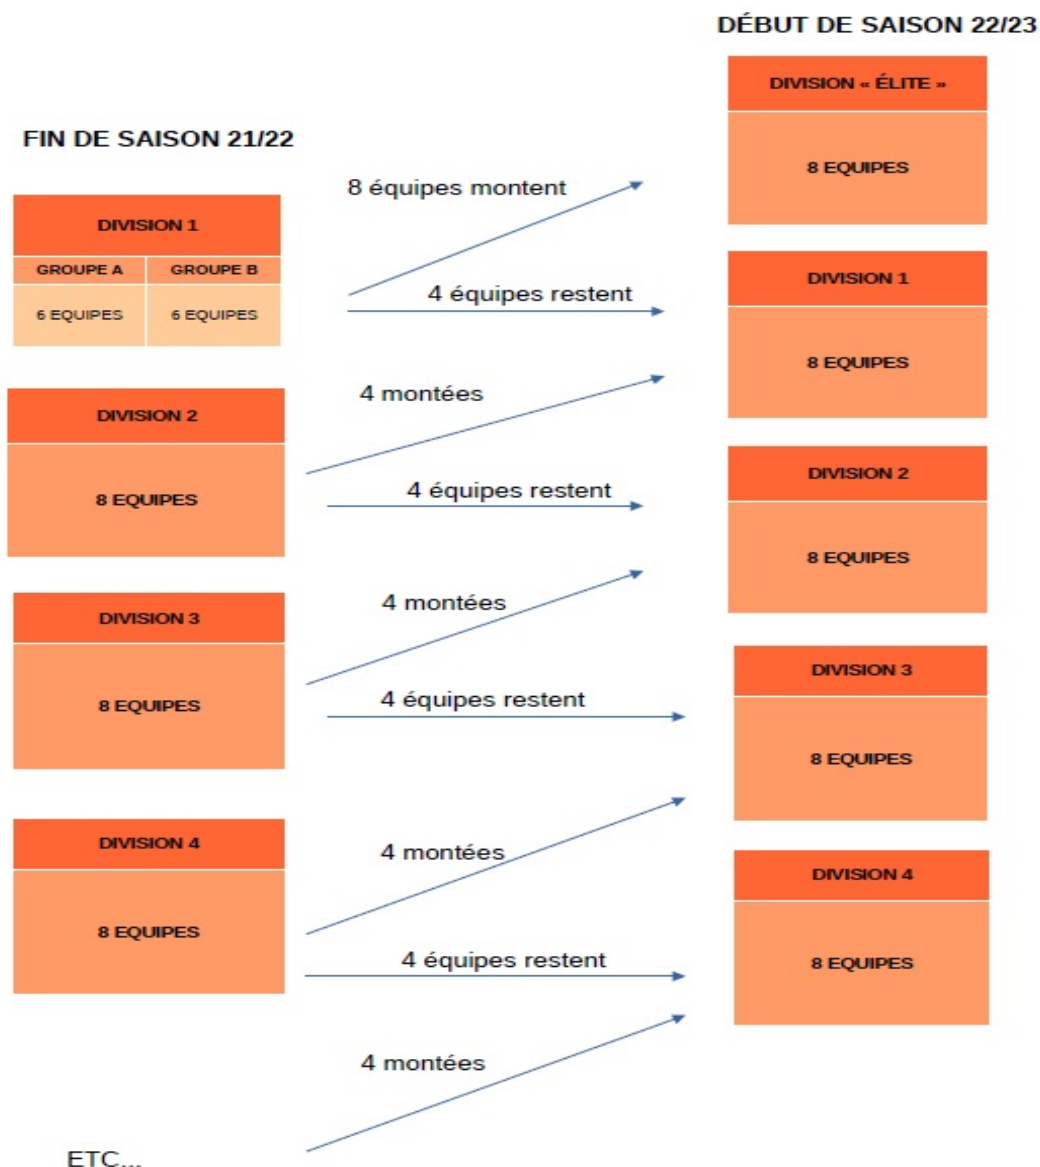 DÉBUT DE SAISON 22/23
DIVISION « ÉLITE »
8 EQUIPES
FIN DE SAISON 21/22
8 équipes montent
DIVISION 1
GROUPE A
GROUPE B
6 EQUIPES
6 EQUIPES
4 équipes restent
DIVISION 1
8 EQUIPES
4 montées
DIVISION 2
8 EQUIPES
4 équipes restent
DIVISION 2
8 EQUIPES
4 montées
DIVISION 3
8 EQUIPES
4 équipes restent
DIVISION 3
8 EQUIPES
4 montées
DIVISION 4
8 EQUIPES
4 équipes restent
DIVISION 4
8 EQUIPES
4 montées
ETC...